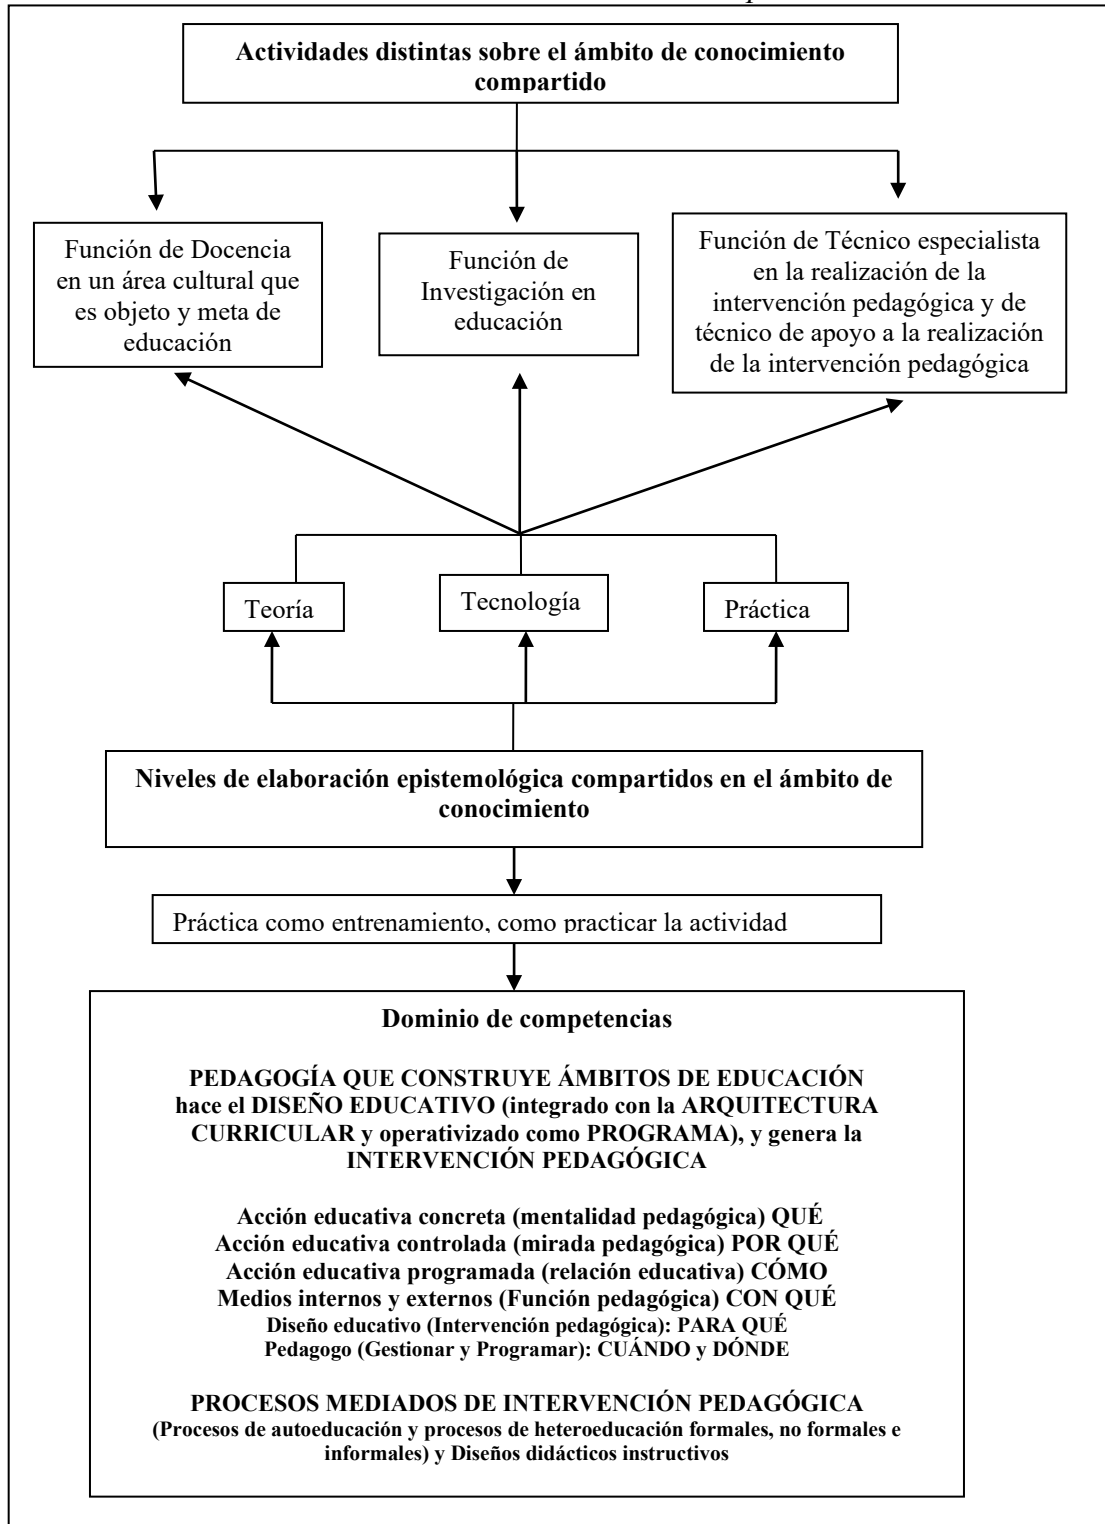 Actividades distintas sobre el ámbito de conocimiento
compartido
Función de Docencia
en un área cultural que
es objeto y meta de
educación
Función de
Investigación en
educación
Función de Técnico especialista
en la realización de la
intervención pedagógica y de
técnico de apoyo a la realización
de la intervención pedagógica
Teoría
Tecnología
Práctica
Niveles de elaboración epistemológica compartidos en el ámbito de
conocimiento
Práctica como entrenamiento, como practicar la actividad
Dominio de competencias
PEDAGOGÍA QUE CONSTRUYE ÁMBITOS DE EDUCACIÓN
hace el DISEÑO EDUCATIVO (integrado con la ARQUITECTURA
CURRICULAR y operativizado como PROGRAMA), y genera la
INTERVENCIÓN PEDAGÓGICA
Acción educativa concreta (mentalidad pedagógica) QUÉ
Acción educativa controlada (mirada pedagógica) POR QUÉ
Acción educativa programada (relación educativa) CÓMO
Medios internos y externos (Función pedagógica) CON QUÉ
Diseño educativo (Intervención pedagógica): PARA QUÉ
Pedagogo (Gestionar y Programar): CUÁNDO y DÓNDE
PROCESOS MEDIADOS DE INTERVENCIÓN PEDAGÓGICA
(Procesos de autoeducación y procesos de heteroeducación formales, no formales e
informales) y Diseños didácticos instructivos